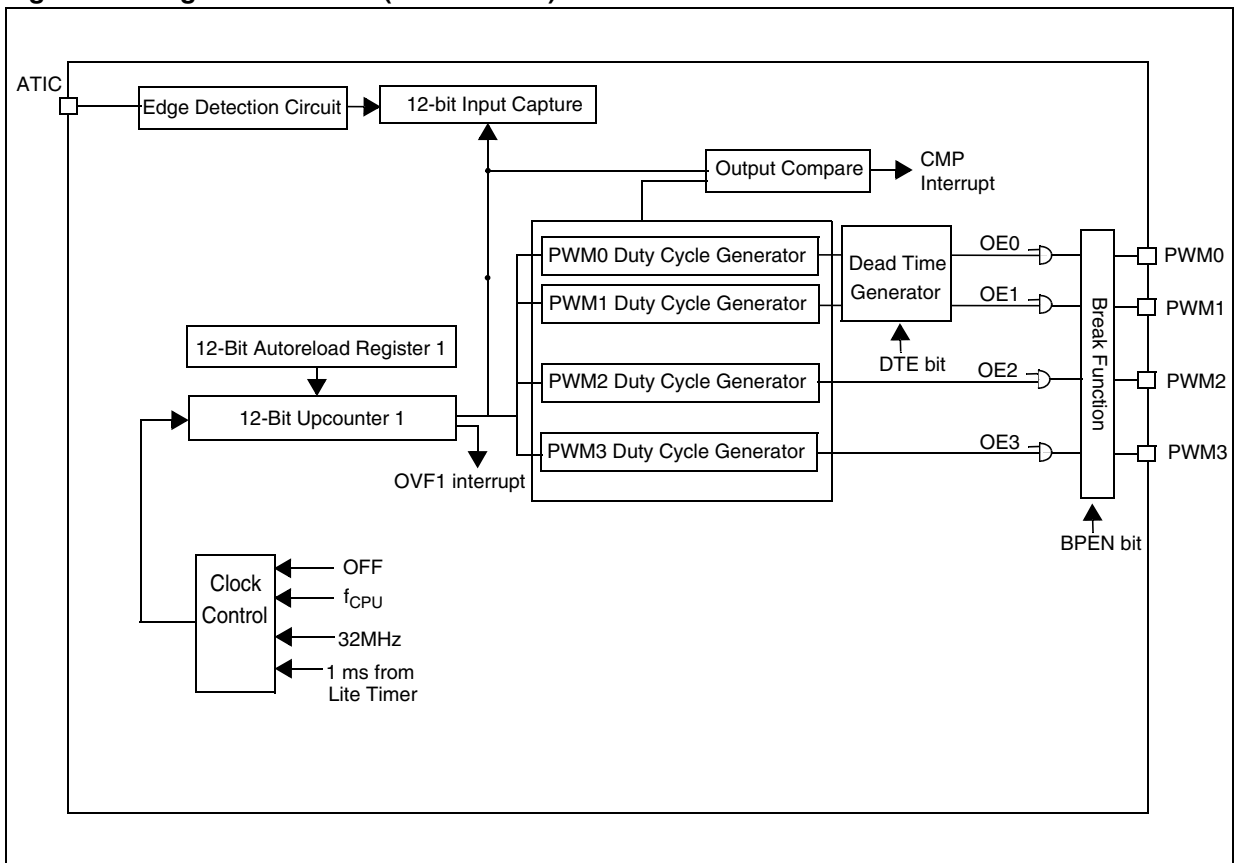 ATIC
Edge Detection Circuit
12-bit Input Capture
Output Compare
CMP
Interrupt
PWM0 Duty Cycle Generator
PWM1 Duty Cycle Generator
PWM2 Duty Cycle Generator
PWM3 Duty Cycle Generator
Dead Time
Generator
DTE bit
OE0
OE1
OE2
OE3
Break Function
BPEN bit
PWM0
PWM1
PWM2
PWM3
12-Bit Autoreload Register 1
12-Bit Upcounter 1
OVF1 interrupt
Clock
Control
OFF
fCPU
32MHz
1 ms from
Lite Timer